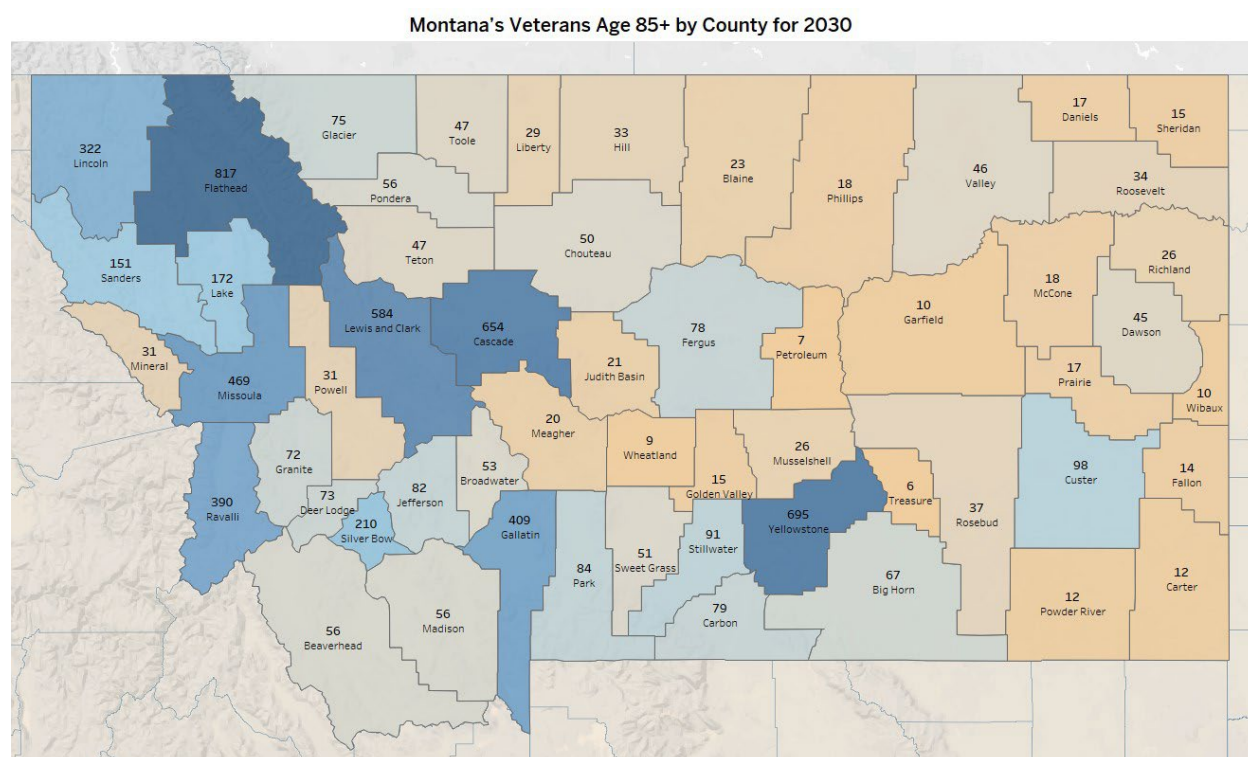 Montana's Veterans Age 85+ by County for 2030
17
Daniels
15
Sheridan
75
Glacier
47
Toole
29
Liberty
33
Hill
322
Lincoln
817
Flathead
23
Blaine
46
Valley
34
Roosevelt
56
Pondera
18
Phillips
50
Chouteau
47
Teton
151
Sanders
172
Lake
26
Richland
18
McCone
10
Garfield
45
Dawson
584
Lewis and Clark
654
Cascade
78
Fergus
7
Petroleum
31
Mineral
469
Missoula
31
Powell
21
Judith Basin
17
Prairie
10
Wibaux
20
Meagher
9
Wheatland
26
Musselshell
72
Granite
53
Broadwater
98
Custer
14
Fallon
15
Golden Valley
6
Treasure
37
Rosebud
390
Ravalli
73
Deer Lodge
82
Jefferson
210
Silver Bow
409
Gallatin
695
Yellowstone
91
Stillwater
51
Sweet Grass
84
Park
67
Big Horn
12
Powder River
12
Carter
79
Carbon
56
Madison
56
Beaverhead